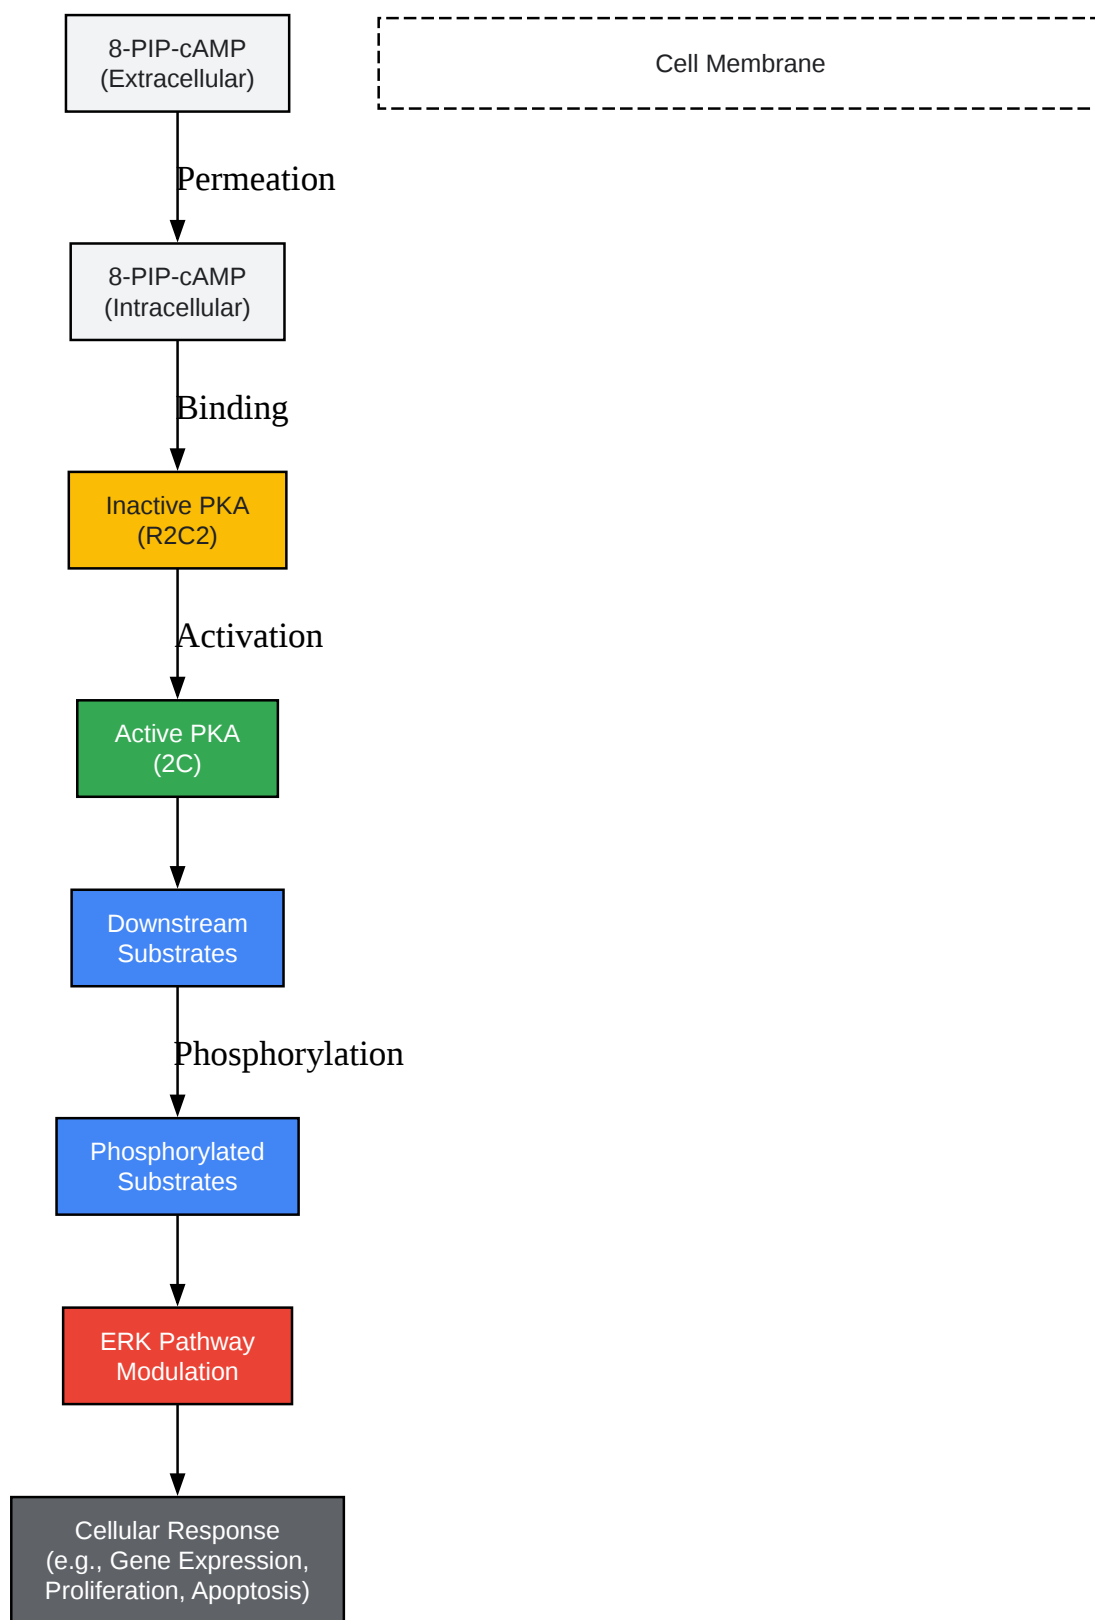 8-PIP-cAMP
(Extracellular)
Cell Membrane
Permeation
8-PIP-cAMP
(Intracellular)
Binding
Inactive PKA
(R2C2)
Activation
Active PKA
(2C)
Downstream
Substrates
Phosphorylation
Phosphorylated
Substrates
ERK Pathway
Modulation
Cellular Response
(e.g., Gene Expression,
Proliferation, Apoptosis)